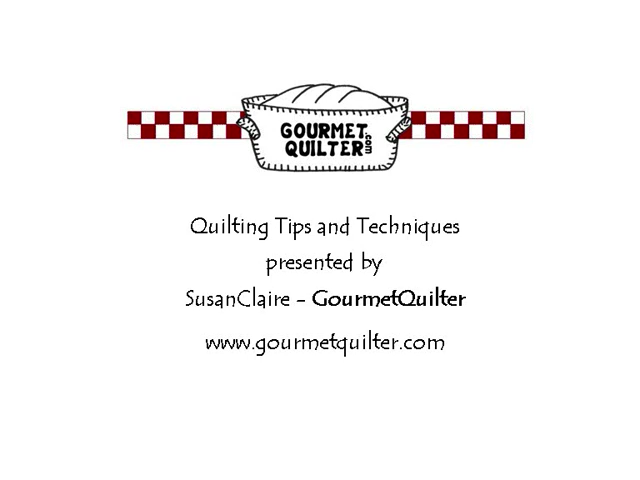 GOURMET
QUILTER.com
Quilting Tips and Techniques
presented by
SusanClaire - GourmetQuilter
www.gourmetquilter.com